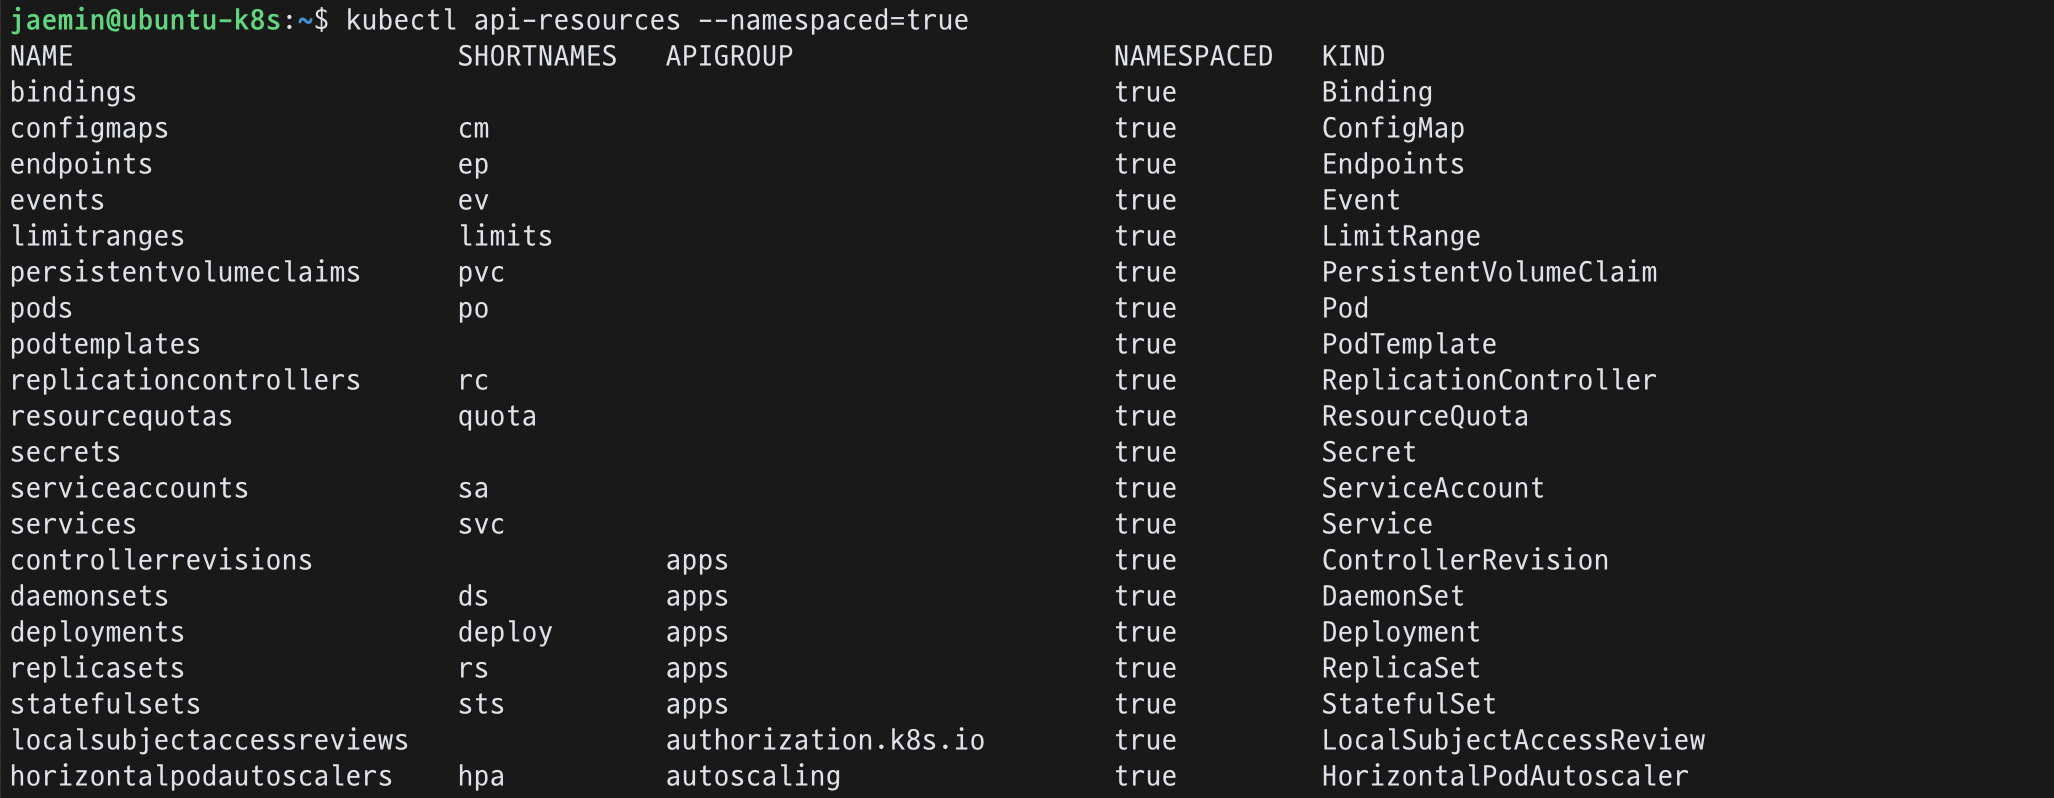 jaemin@ubuntu-k8s:~$ kubectl api-resources --namespaced=true
NAME                        SHORTNAMES   APIGROUP                    NAMESPACED   KIND
bindings                                                             true         Binding
configmaps                  cm                                       true         ConfigMap
endpoints                   ep                                       true         Endpoints
events                      ev                                       true         Event
limitranges                 limits                                   true         LimitRange
persistentvolumeclaims      pvc                                      true         PersistentVolumeClaim
pods                        po                                       true         Pod
podtemplates                                                         true         PodTemplate
replicationcontrollers      rc                                       true         ReplicationController
resourcequotas              quota                                    true         ResourceQuota
secrets                                                              true         Secret
serviceaccounts             sa                                       true         ServiceAccount
services                    svc                                      true         Service
controllerrevisions                      apps                        true         ControllerRevision
daemonsets                  ds           apps                        true         DaemonSet
deployments                 deploy       apps                        true         Deployment
replicasets                 rs           apps                        true         ReplicaSet
statefulsets                sts          apps                        true         StatefulSet
localsubjectaccessreviews                authorization.k8s.io        true         LocalSubjectAccessReview
horizontalpodautoscalers    hpa          autoscaling                 true         HorizontalPodAutoscaler